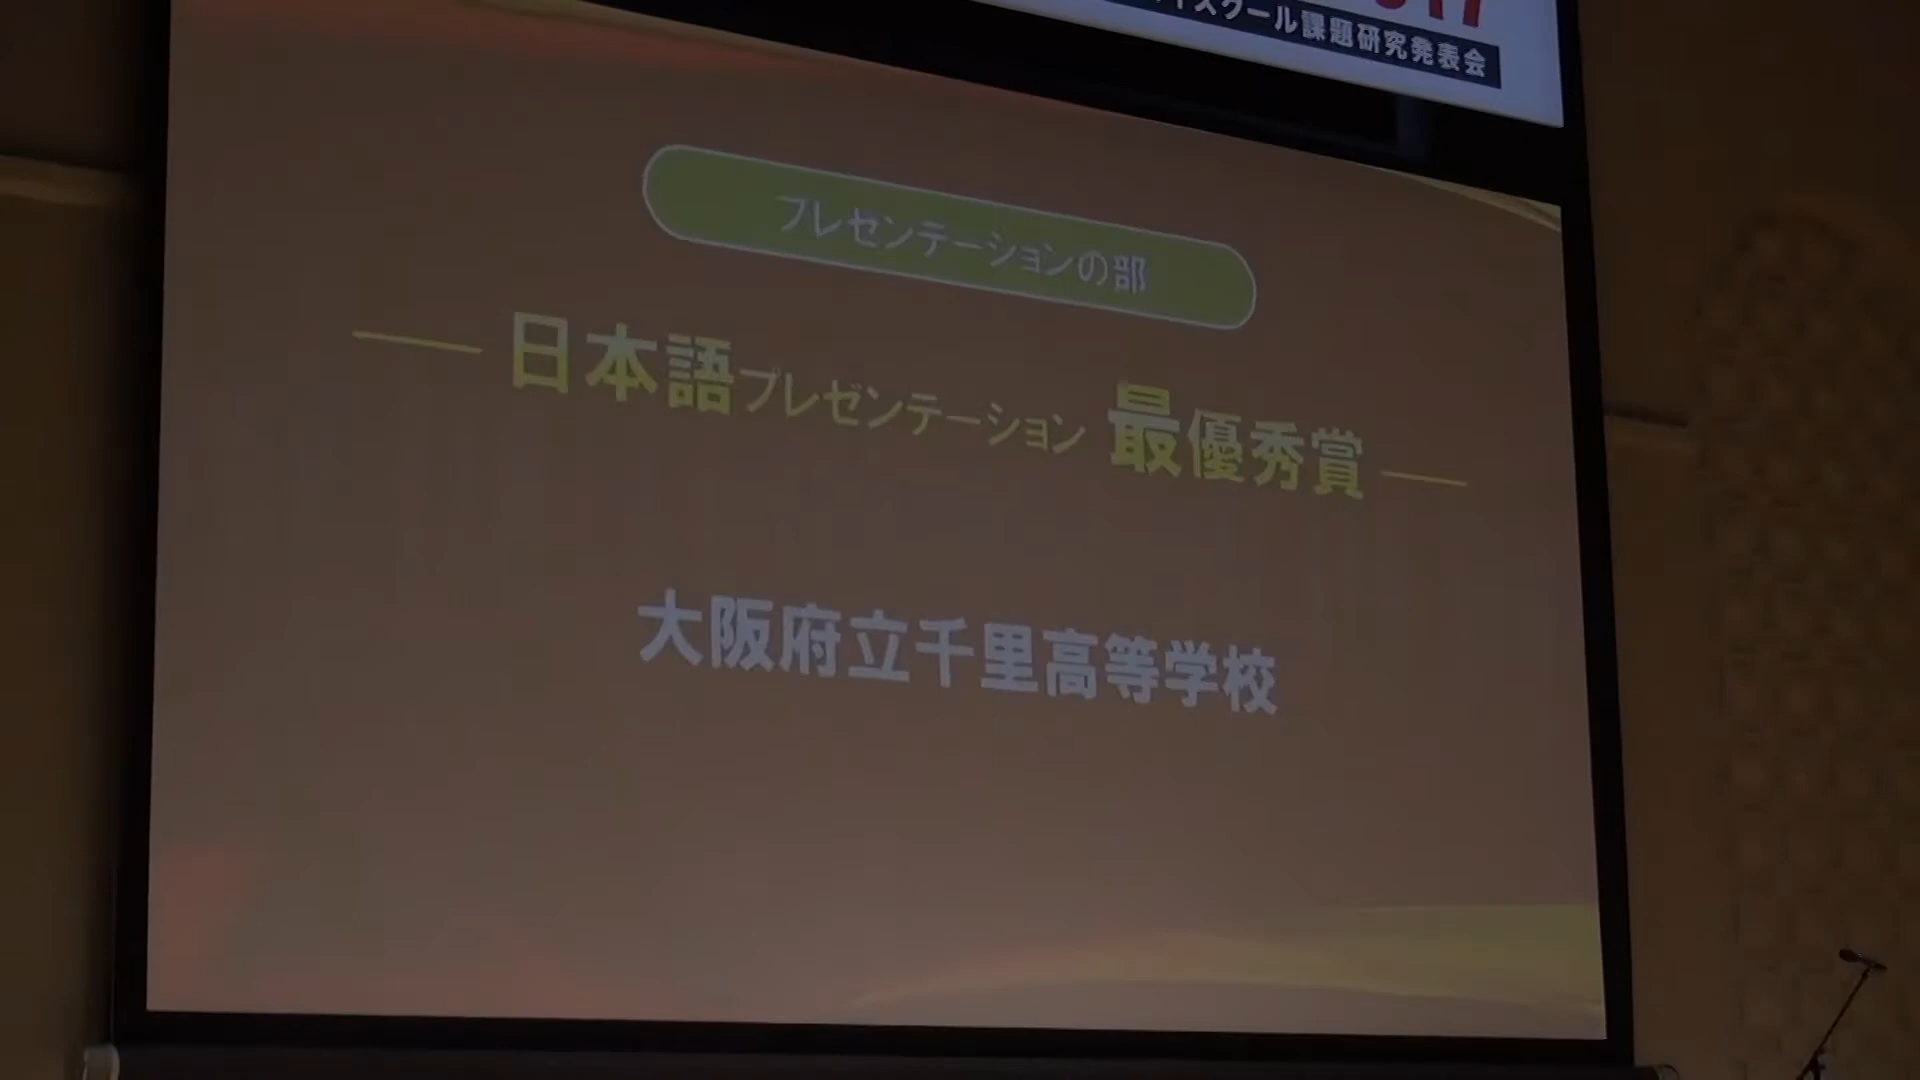 017
イスクール課題研究発表会
プレゼンテーションの部
日本語プレゼンテーション 最優秀賞
大阪府立千里高等学校